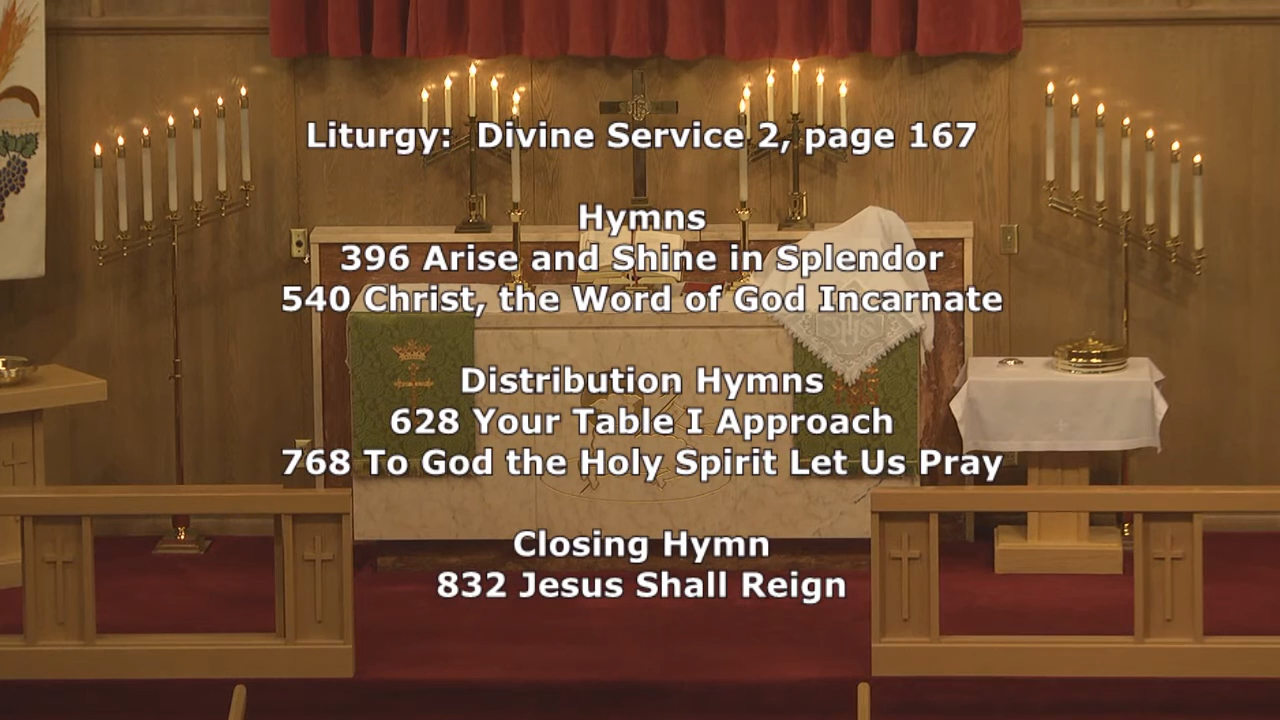 Liturgy: Divine Service 2, page 167
Hymns
396 Arise and Shine in Splendor
540 Christ, the Word of God Incarnate
Distribution Hymns
628 Your Table I Approach
768 To God the Holy Spirit Let Us Pray
Closing Hymn
832 Jesus Shall Reign
IHS